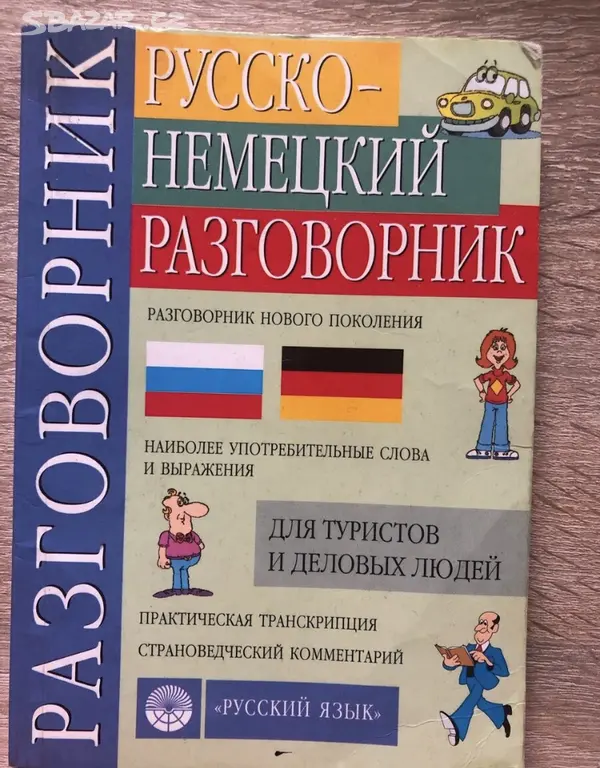 SBAZAR.CZ
РАЗГОВОРНИК
РУССКО-
НЕМЕЦКИЙ
РАЗГОВОРНИК
РАЗГОВОРНИК НОВОГО ПОКОЛЕНИЯ
НАИБОЛЕЕ УПОТРЕБИТЕЛЬНЫЕ СЛОВА
И ВЫРАЖЕНИЯ
ДЛЯ ТУРИСТОВ
И ДЕЛОВЫХ ЛЮДЕЙ
ПРАКТИЧЕСКАЯ ТРАНСКРИПЦИЯ
СТРАНОВЕДЧЕСКИЙ КОММЕНТАРИЙ
«РУССКИЙ ЯЗЫК»